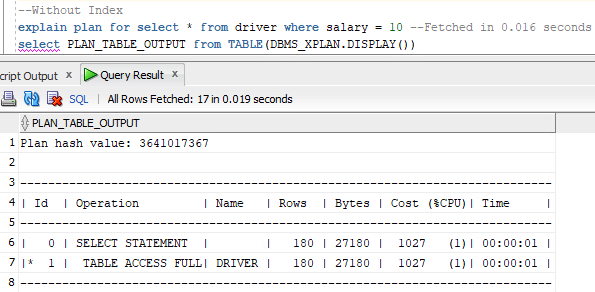 --Without Index
explain plan for select * from driver where salary = 10 --Fetched in 0.016 seconds
select PLAN_TABLE_OUTPUT from TABLE(DBMS_XPLAN.DISPLAY())
cript Output x Query Result x
SQL | All Rows Fetched: 17 in 0.019 seconds
PLAN_TABLE_OUTPUT
1 Plan hash value: 3641017367
2
3 ----------------------------------------------------------------------------
4 | Id | Operation | Name | Rows | Bytes | Cost (%CPU)| Time |
5 ----------------------------------------------------------------------------
6 | 0 | SELECT STATEMENT | | 180 | 27180 | 1027 (1)| 00:00:01 |
7 |* 1 | TABLE ACCESS FULL| DRIVER | 180 | 27180 | 1027 (1)| 00:00:01 |
8 ----------------------------------------------------------------------------